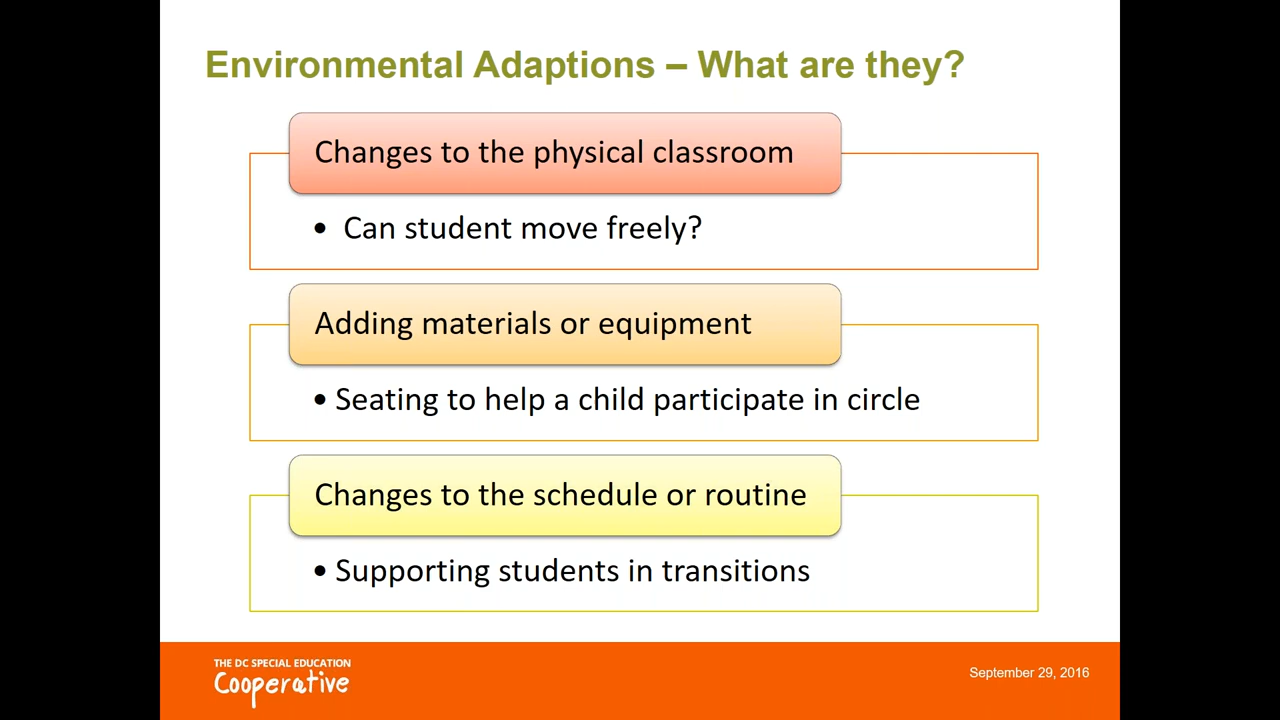 Environmental Adaptions – What are they?
Changes to the physical classroom
• Can student move freely?
Adding materials or equipment
• Seating to help a child participate in circle
Changes to the schedule or routine
• Supporting students in transitions
THE DC SPECIAL EDUCATION
Cooperative
September 29, 2016